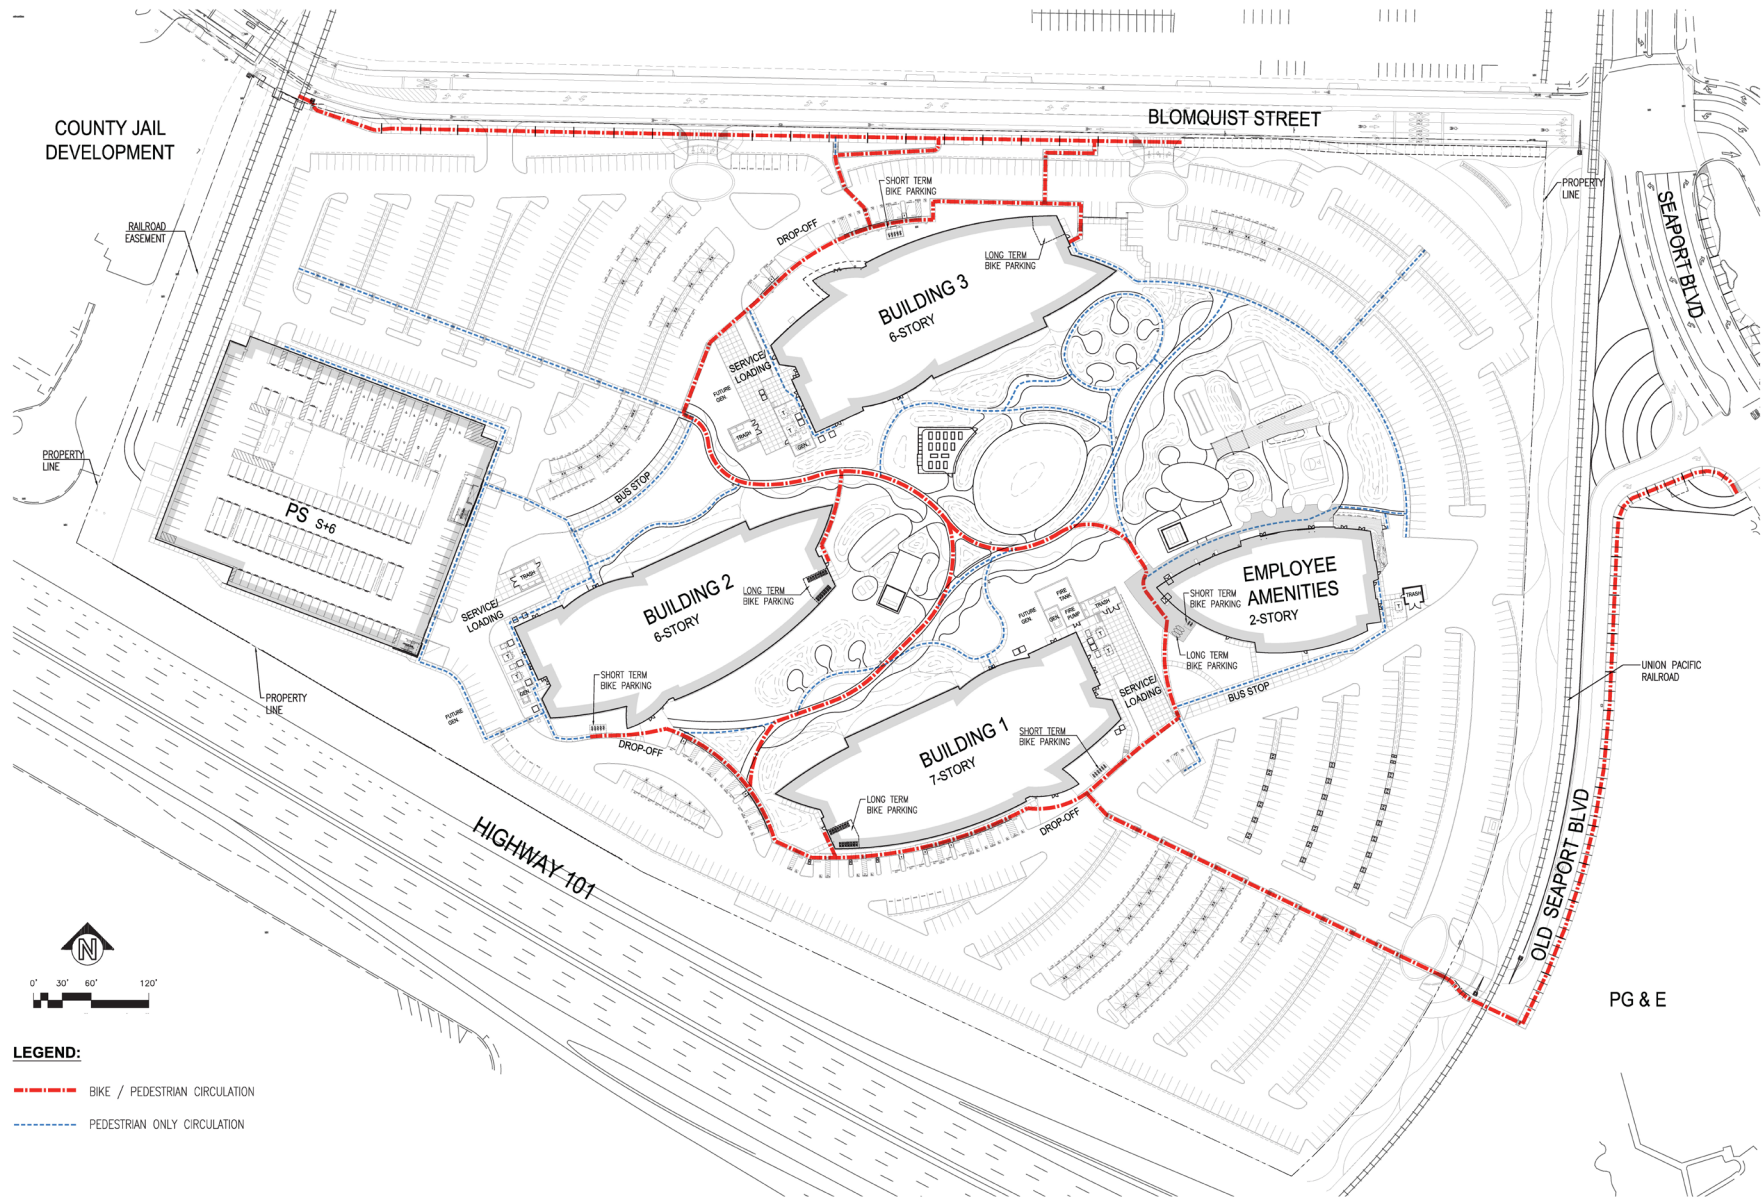 COUNTY JAIL
DEVELOPMENT
BLOMQUIST STREET
RAILROAD
EASEMENT
PROPERTY
LINE
SEAPORT BLVD
SHORT TERM
BIKE PARKING
DROP-OFF
LONG TERM
BIKE PARKING
BUILDING 3
6-STORY
SERVICE/
LOADING
FUTURE
GEN.
TRASH
T
T
GEN.
PROPERTY
LINE
PS S+6
BUS STOP
TRASH
SERVICE/
LOADING
BUILDING 2
6-STORY
LONG TERM
BIKE PARKING
T
T
GEN.
FUTURE
GEN.
SHORT TERM
BIKE PARKING
DROP-OFF
PROPERTY
LINE
FUTURE
GEN.
FIRE
TANK
GEN.
FIRE
PUMP
TRASH
T
T
SERVICE/
LOADING
EMPLOYEE
AMENITIES
2-STORY
SHORT TERM
BIKE PARKING
LONG TERM
BIKE PARKING
TRASH
T
BUS STOP
UNION PACIFIC
RAILROAD
BUILDING 1
7-STORY
SHORT TERM
BIKE PARKING
LONG TERM
BIKE PARKING
DROP-OFF
HIGHWAY 101
OLD SEAPORT BLVD
PG & E
N
0' 30' 60' 120'
LEGEND:
BIKE / PEDESTRIAN CIRCULATION
PEDESTRIAN ONLY CIRCULATION